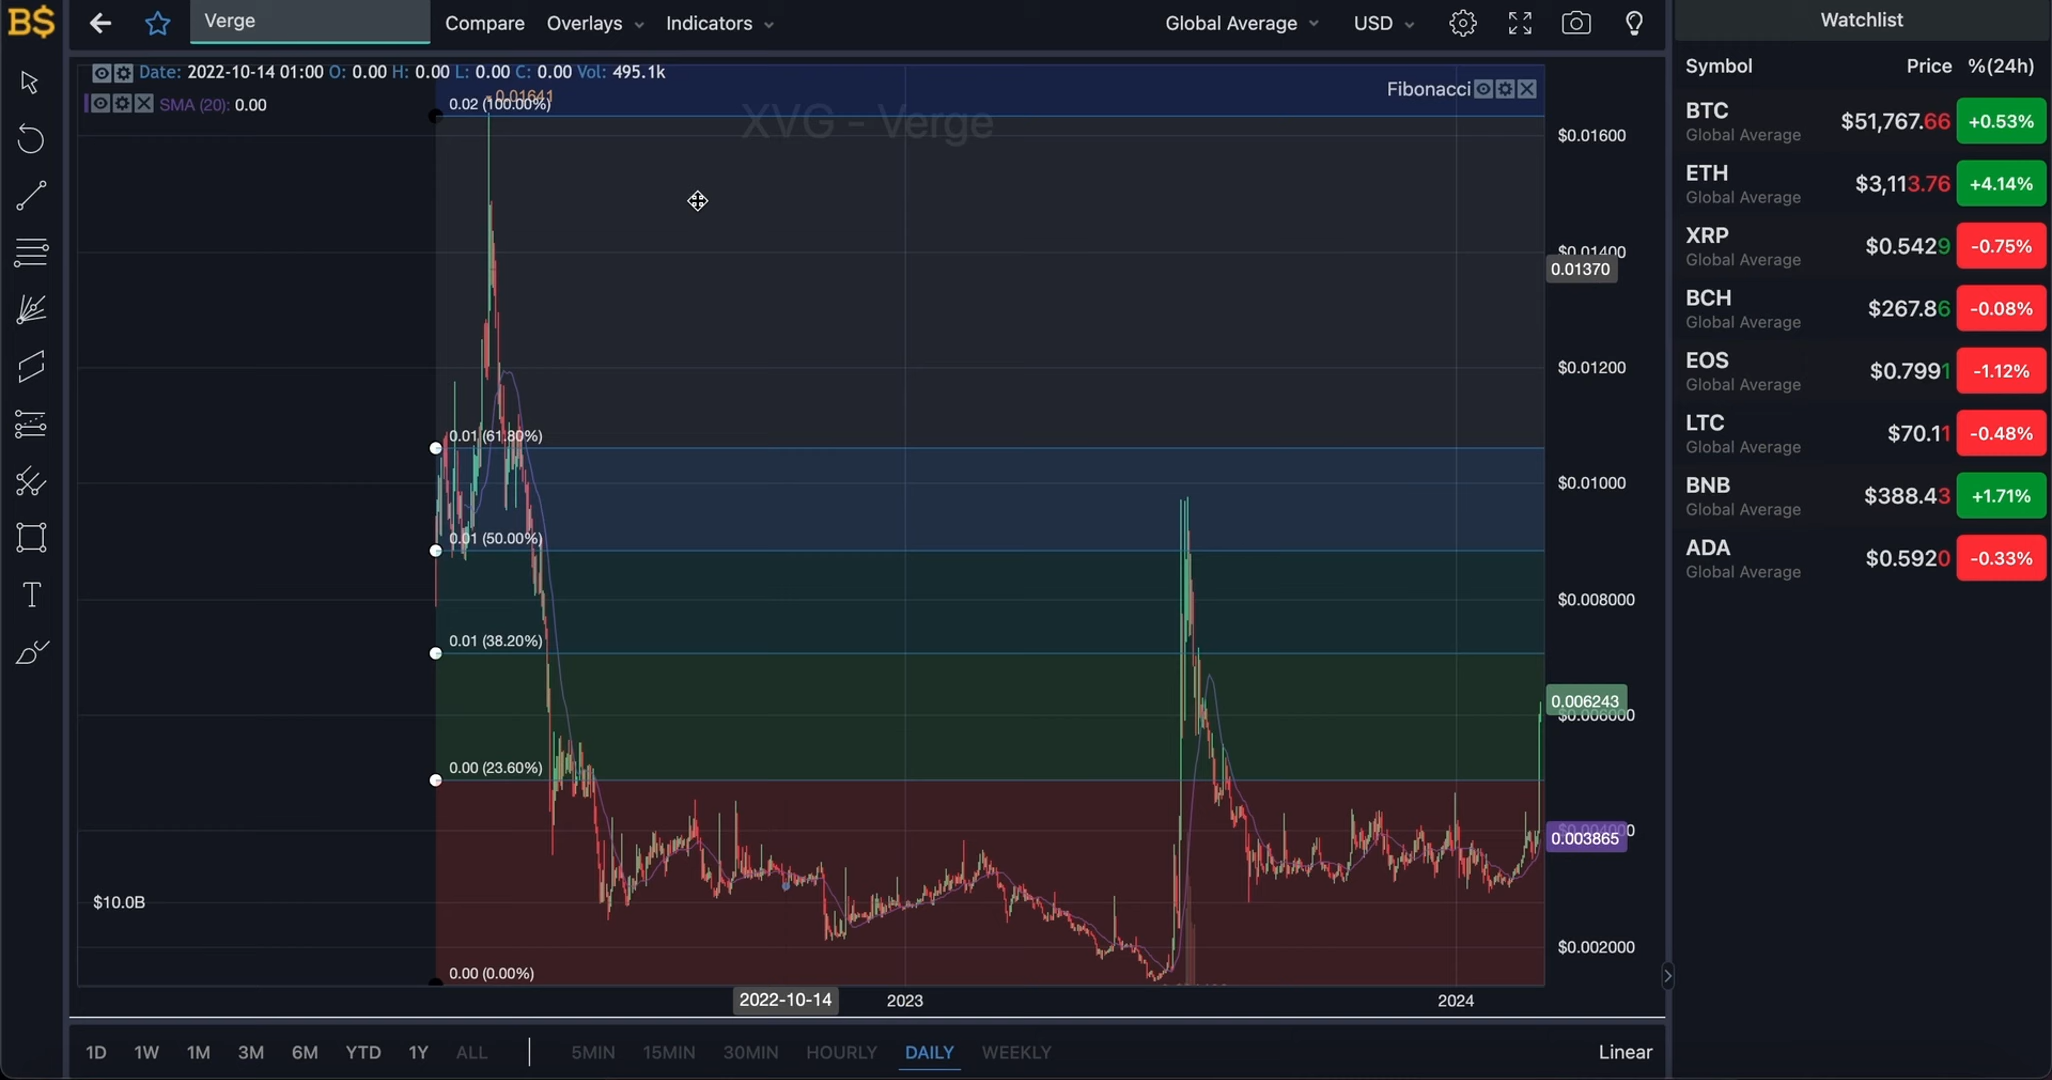 B$
Verge
Compare
Overlays
Indicators
Global Average
USD
Watchlist
Date: 2022-10-14 01:00 O: 0.00 H: 0.00 L: 0.00 C: 0.00 Vol: 495.1k
SMA (20): 0.00
Fibonacci
XVG - Verge
0.01641
0.02 (100.00%)
0.01 (61.80%)
0.01 (50.00%)
0.01 (38.20%)
0.00 (23.60%)
0.00 (0.00%)
$0.01600
$0.01400
0.01370
$0.01200
$0.01000
$0.008000
0.006243
$0.006000
0.003865
$0.002000
$10.0B
2022-10-14
2023
2024
1D 1W 1M 3M 6M YTD 1Y ALL
5MIN 15MIN 30MIN HOURLY DAILY WEEKLY
Linear
Symbol Price %(24h)
BTC $51,767.66 +0.53%
Global Average
ETH $3,113.76 +4.14%
Global Average
XRP $0.5429 -0.75%
Global Average
BCH $267.86 -0.08%
Global Average
EOS $0.7991 -1.12%
Global Average
LTC $70.11 -0.48%
Global Average
BNB $388.43 +1.71%
Global Average
ADA $0.5920 -0.33%
Global Average